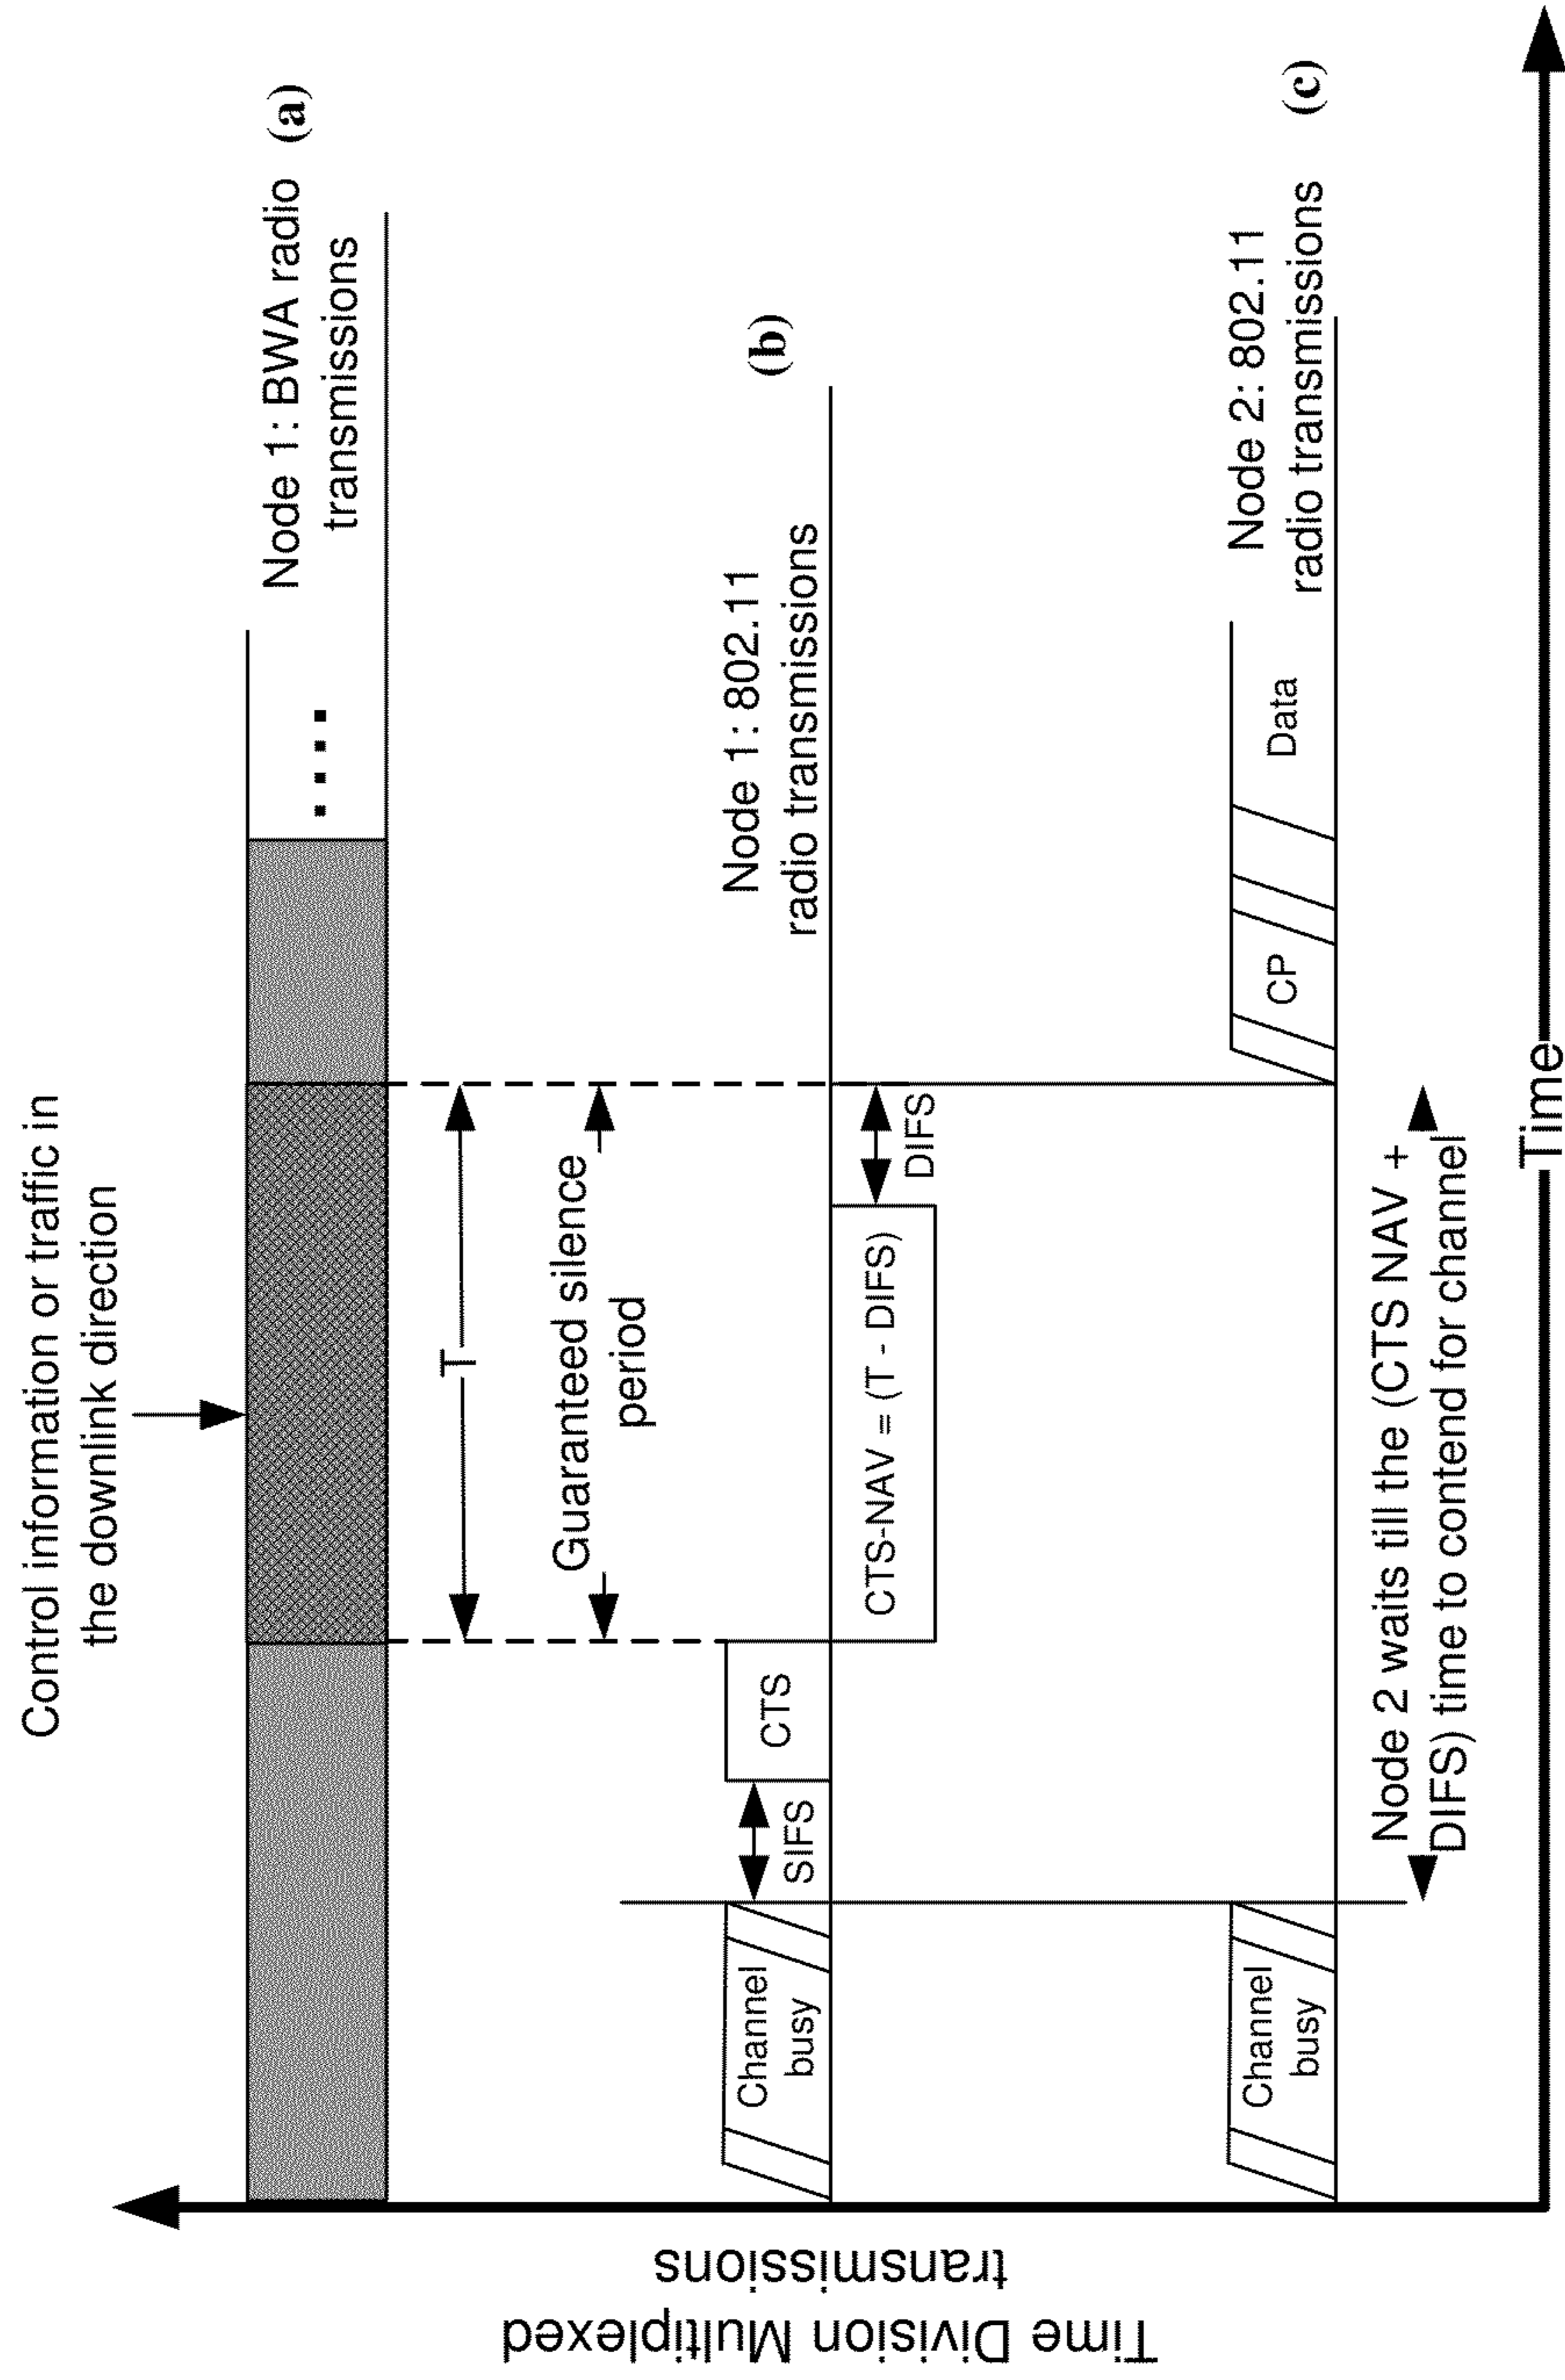 Control information or traffic in
the downlink direction
Node 1: BWA radio
transmissions
(a)
T
Guaranteed silence
period
Node 1: 802.11
radio transmissions
(b)
Channel
busy
SIFS
CTS
CTS-NAV = (T - DIFS)
DIFS
Node 2: 802.11
radio transmissions
(c)
Channel
busy
CP
Data
Node 2 waits till the (CTS NAV +
DIFS) time to contend for channel
Time
Time Division Multiplexed
transmissions